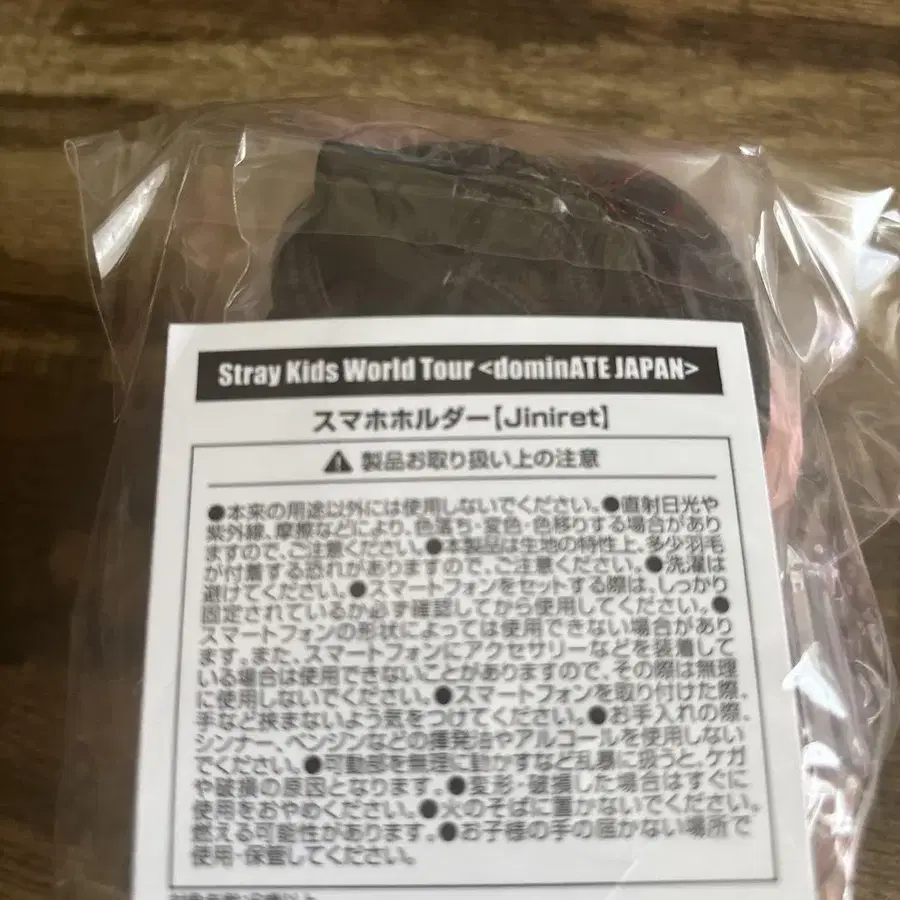 Stray Kids World Tour <dominATE JAPAN>
スマホホルダー[Jiniret]
製品お取り扱い上の注意
●本来の用途以外には使用しないでください。●直射日光や
紫外線、摩擦などにより、色落ち・変色・色移りする場合があり
ますので、ご注意ください。●本製品は生地の特性上、多少羽毛
が付着する恐れがありますので、ご注意ください。●洗濯は
避けてください。●スマートフォンをセットする際は、しっかり
固定されているか必ず確認してから使用してください。●
スマートフォンの形状によっては使用できない場合があり
ます。また、スマートフォンにアクセサリーなどを装着して
いる場合は使用できないことがありますので、その際は無理
に使用しないでください。●スマートフォンを取り付けた際、
手など挟まないよう気をつけてください。●お手入れの際、
シンナー、ベンジンなどの揮発油やアルコールを使用しない
でください。●可動部を無理に動かすなど乱暴に扱うと、ケガ
や破損の原因となります。●変形・破損した場合はすぐに
使用をおやめください。●火のそばに置かないでください。
燃える可能性があります。●お子様の手の届かない場所で
使用・保管してください。